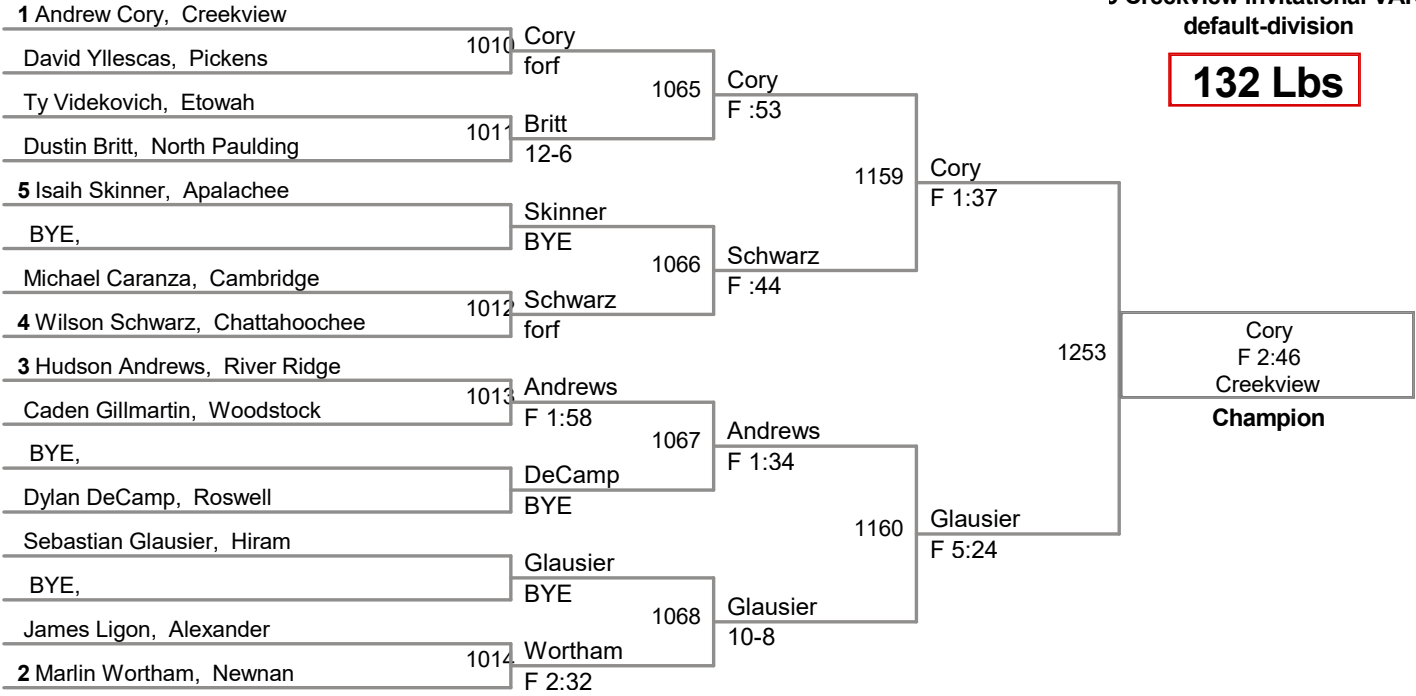 Creekview Invitational
default-division
132 Lbs
1 Andrew Cory, Creekview
David Yllescas, Pickens
Ty Videkovich, Etowah
Dustin Britt, North Paulding
5 Isaih Skinner, Apalachee
BYE,
Michael Caranza, Cambridge
4 Wilson Schwarz, Chattahoochee
3 Hudson Andrews, River Ridge
Caden Gillmartin, Woodstock
BYE,
Dylan DeCamp, Roswell
Sebastian Glausier, Hiram
BYE,
James Ligon, Alexander
2 Marlin Wortham, Newnan
1010
Cory
forf
1011
Britt
12-6
Skinner
BYE
1012
Schwarz
forf
1013
Andrews
F 1:58
DeCamp
BYE
Glausier
BYE
1014
Wortham
F 2:32
1065
Cory
F :53
1066
Schwarz
F :44
1067
Andrews
F 1:34
1068
Glausier
10-8
1159
Cory
F 1:37
1160
Glausier
F 5:24
1253
Cory
F 2:46
Creekview
Champion